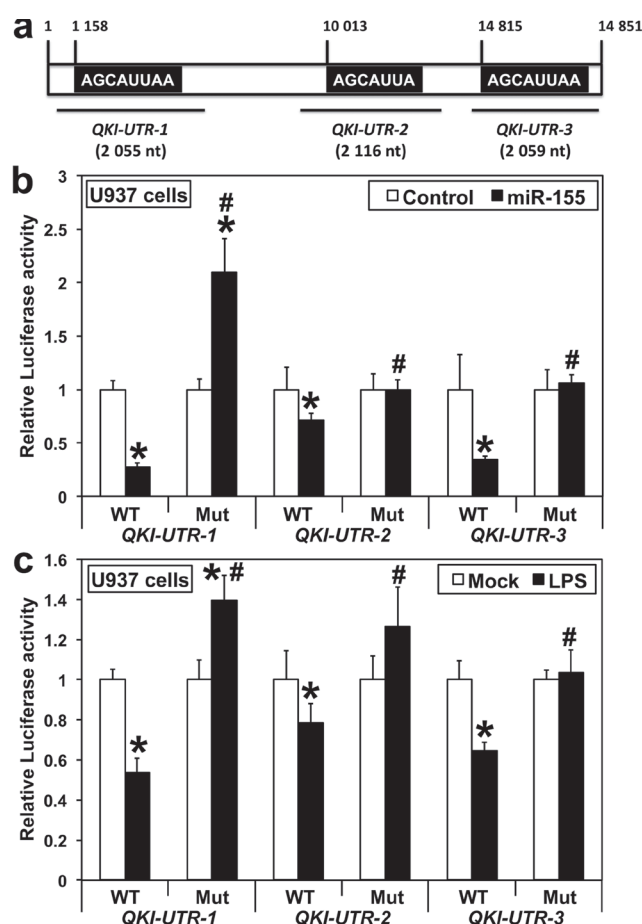 a
1 1 158 10 013 14 815 14 851
AGCAUUAA AGCAUUA AGCAUUAA
QKI-UTR-1 QKI-UTR-2 QKI-UTR-3
(2 055 nt) (2 116 nt) (2 059 nt)
b
U937 cells
Control miR-155
Relative Luciferase activity
3
2.5
2
1.5
1
0.5
0
# *
*
*
#
*
#
WT Mut WT Mut WT Mut
QKI-UTR-1 QKI-UTR-2 QKI-UTR-3
c
U937 cells
Mock LPS
Relative Luciferase activity
1.6
1.4
1.2
1
0.8
0.6
0.4
0.2
0
*
* #
*
#
*
#
WT Mut WT Mut WT Mut
QKI-UTR-1 QKI-UTR-2 QKI-UTR-3